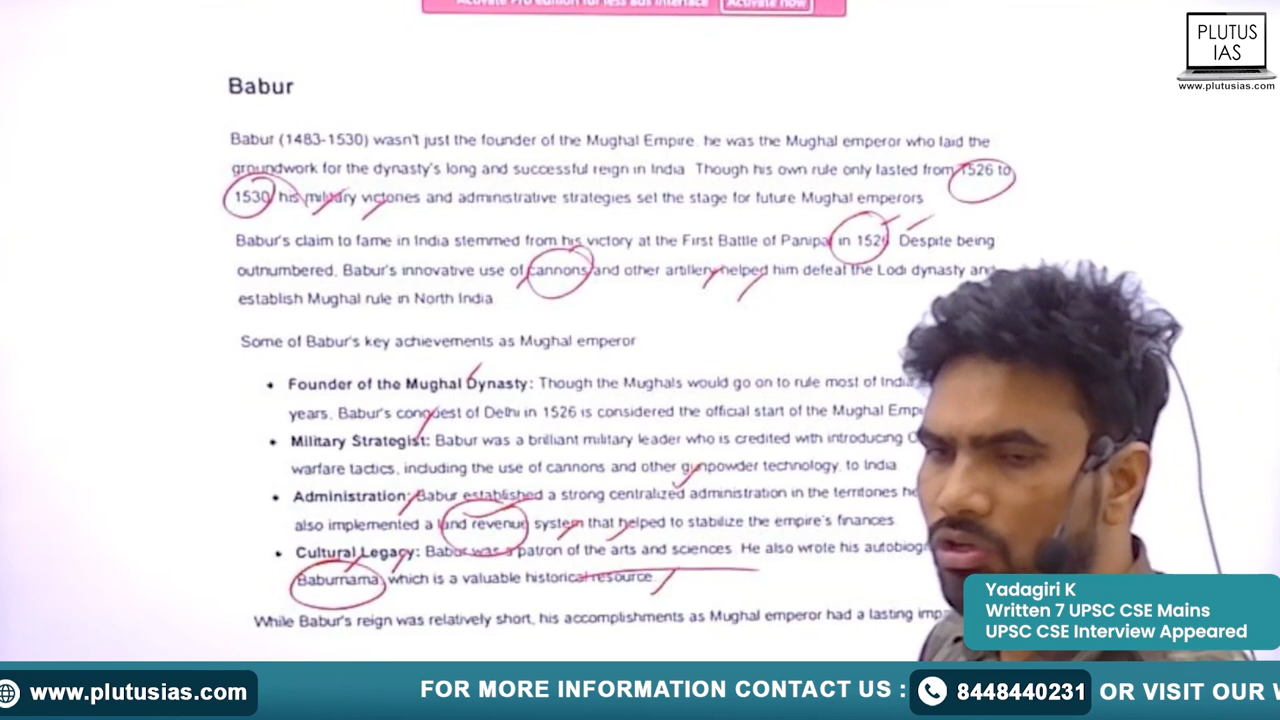 Activate Pro edition for less ads interface Activate now
PLUTUS
IAS
www.plutusias.com
Babur
Babur (1483-1530) wasn't just the founder of the Mughal Empire, he was the Mughal emperor who laid the
groundwork for the dynasty's long and successful reign in India. Though his own rule only lasted from 1526 to
1530, his military victories and administrative strategies set the stage for future Mughal emperors.
Babur's claim to fame in India stemmed from his victory at the First Battle of Panipat in 1526. Despite being
outnumbered, Babur's innovative use of cannons and other artillery helped him defeat the Lodi dynasty and
establish Mughal rule in North India
Some of Babur's key achievements as Mughal emperor
• Founder of the Mughal Dynasty: Though the Mughals would go on to rule most of India
years, Babur's conquest of Delhi in 1526 is considered the official start of the Mughal Emp
• Military Strategist: Babur was a brilliant military leader who is credited with introducing
warfare tactics, including the use of cannons and other gunpowder technology, to India
• Administration: Babur established a strong centralized administration in the territories he
also implemented a land revenue system that helped to stabilize the empire's finances.
• Cultural Legacy: Babur was a patron of the arts and sciences. He also wrote his autobiog
Baburnama, which is a valuable historical resource.
While Babur's reign was relatively short, his accomplishments as Mughal emperor had a lasting imp
Yadagiri K
Written 7 UPSC CSE Mains
UPSC CSE Interview Appeared
www.plutusias.com FOR MORE INFORMATION CONTACT US : 8448440231 OR VISIT OUR W